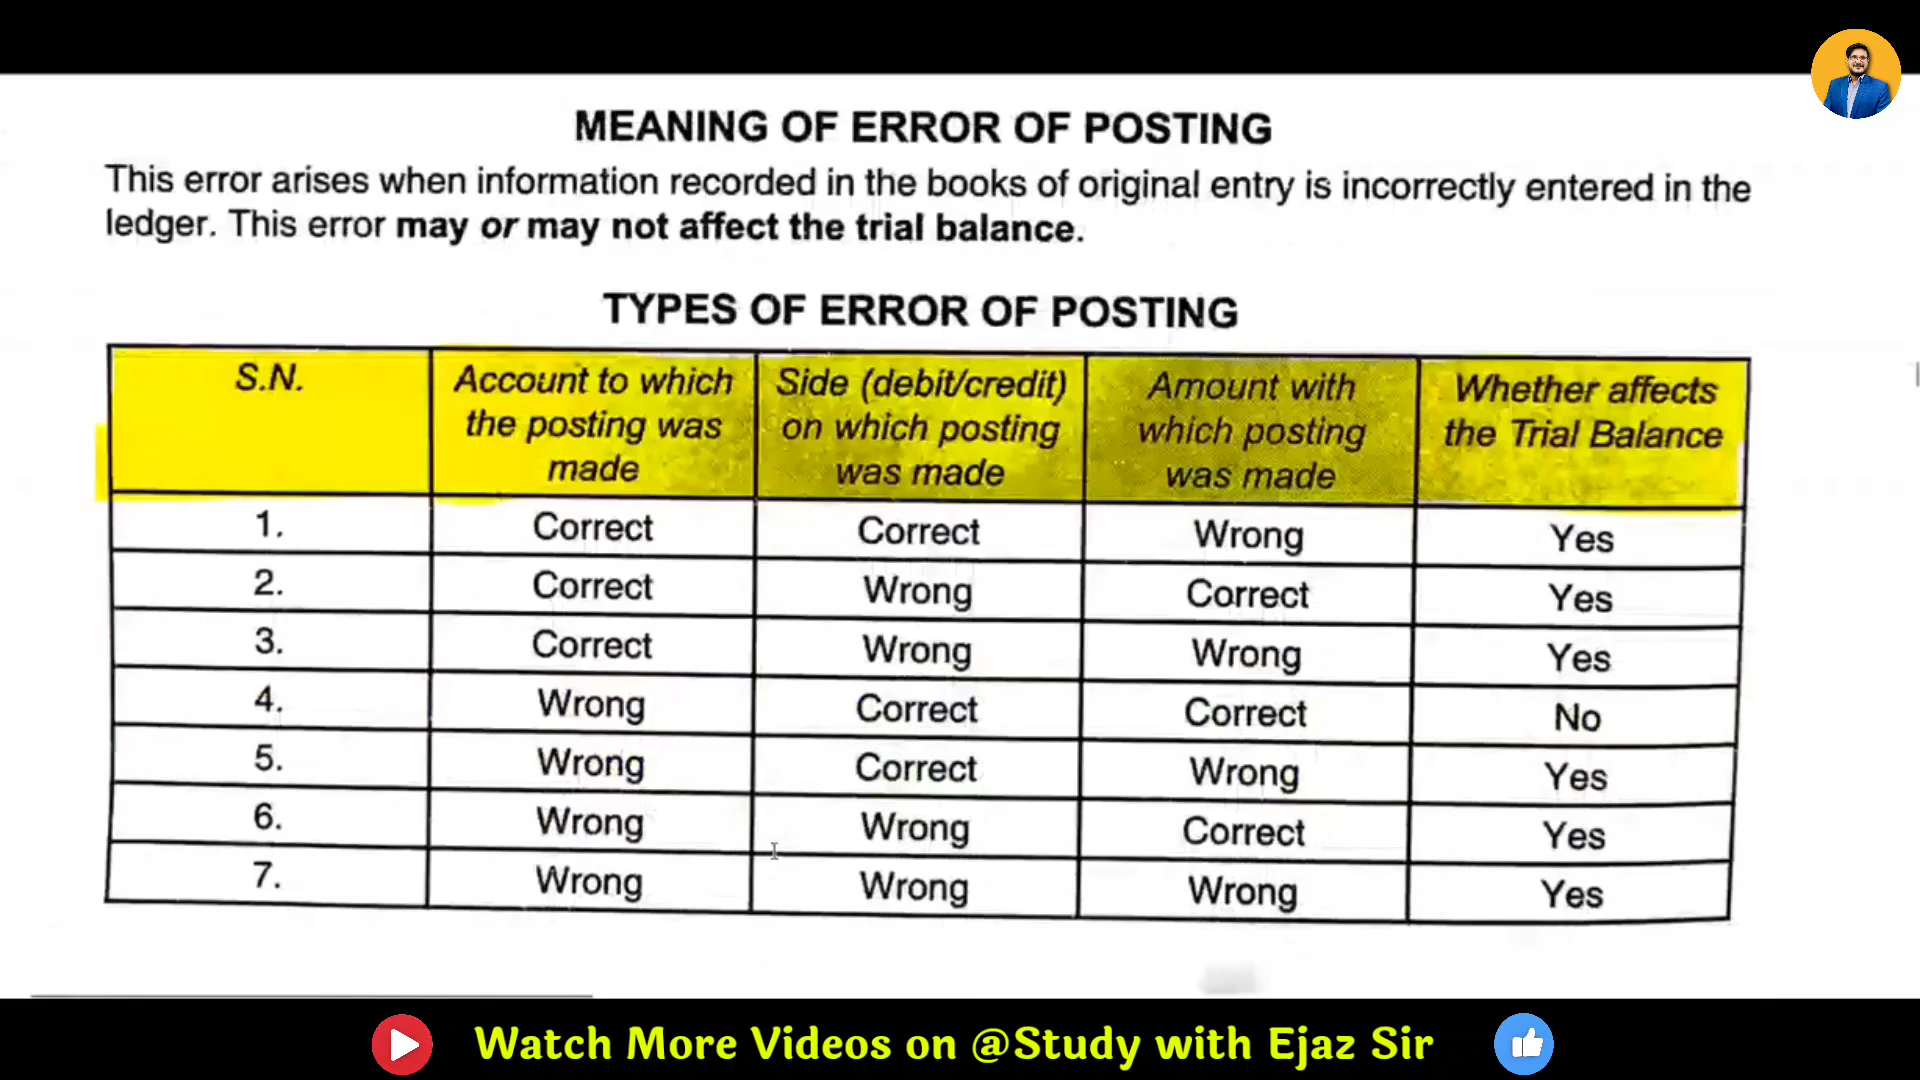 MEANING OF ERROR OF POSTING
This error arises when information recorded in the books of original entry is incorrectly entered in the
ledger. This error may or may not affect the trial balance.
TYPES OF ERROR OF POSTING
S.N. Account to which the posting was made Side (debit/credit) on which posting was made Amount with which posting was made Whether affects the Trial Balance
1. Correct Correct Wrong Yes
2. Correct Wrong Correct Yes
3. Correct Wrong Wrong Yes
4. Wrong Correct Correct No
5. Wrong Correct Wrong Yes
6. Wrong Wrong Correct Yes
7. Wrong Wrong Wrong Yes
Watch More Videos on @Study with Ejaz Sir